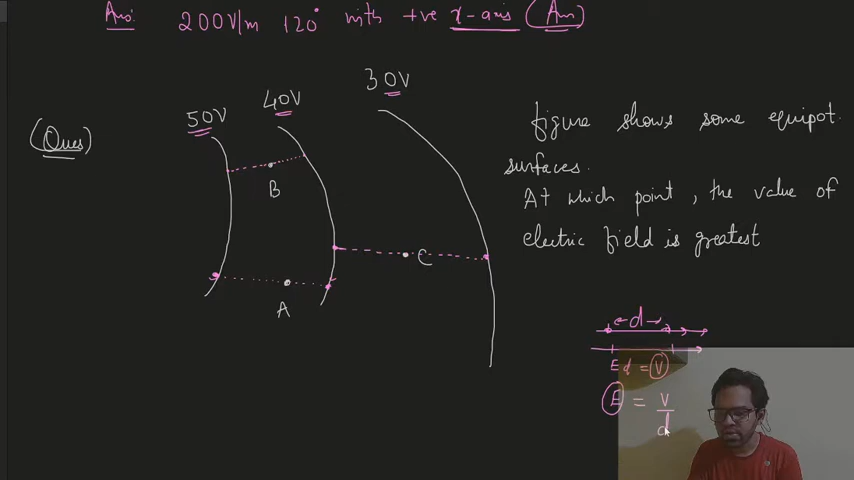 Ans: 200V/m 120° with +ve x-axis (Ans)
50V 40V 30V
(Ques)
B
A
C
figure shows some equipot.
surfaces.
At which point, the value of
electric field is greatest
←d→
Ed = V
E = V/d